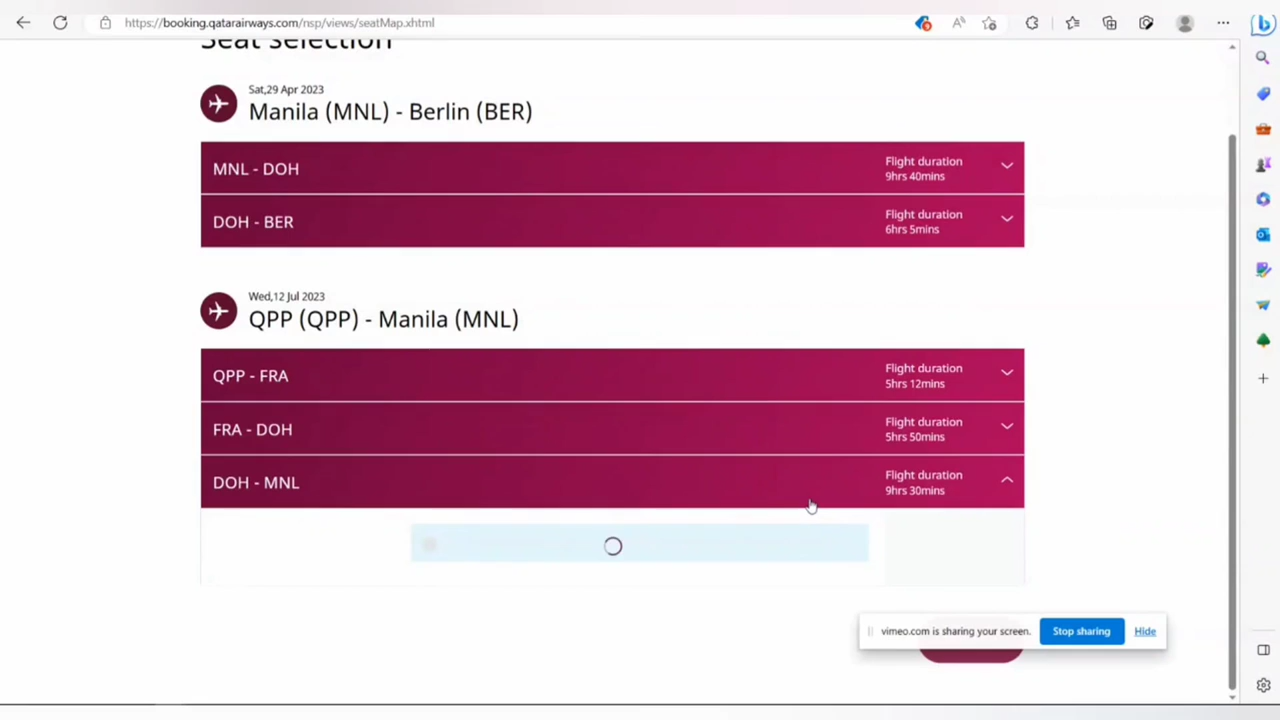 https://booking.qatarairways.com/nsp/views/seatMap.xhtml
Seat selection
Sat,29 Apr 2023
Manila (MNL) - Berlin (BER)
MNL - DOH
Flight duration
9hrs 40mins
DOH - BER
Flight duration
6hrs 5mins
Wed,12 Jul 2023
QPP (QPP) - Manila (MNL)
QPP - FRA
Flight duration
5hrs 12mins
FRA - DOH
Flight duration
5hrs 50mins
DOH - MNL
Flight duration
9hrs 30mins
vimeo.com is sharing your screen.
Stop sharing
Hide